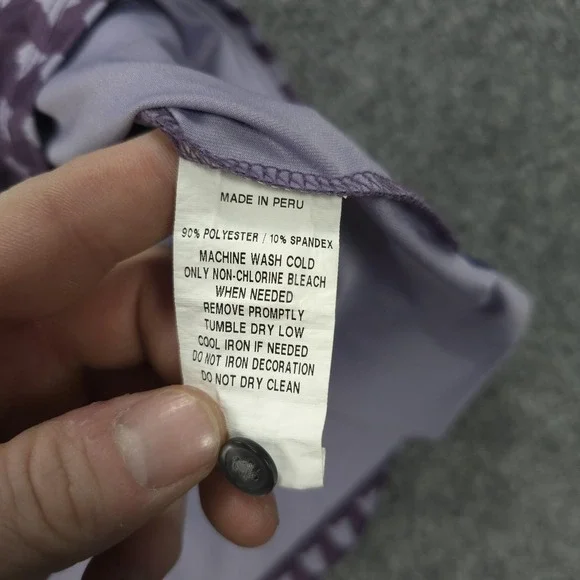 MADE IN PERU
90% POLYESTER / 10% SPANDEX
MACHINE WASH COLD
ONLY NON-CHLORINE BLEACH
WHEN NEEDED
REMOVE PROMPTLY
TUMBLE DRY LOW
COOL IRON IF NEEDED
DO NOT IRON DECORATION
DO NOT DRY CLEAN